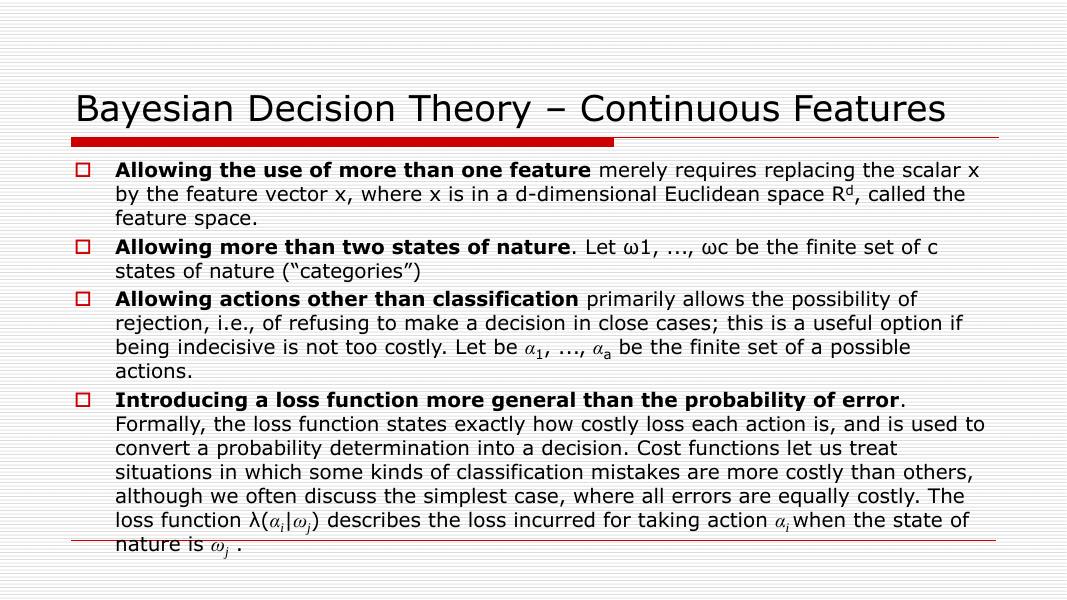 Bayesian Decision Theory – Continuous Features
Allowing the use of more than one feature merely requires replacing the scalar x
by the feature vector x, where x is in a d-dimensional Euclidean space Rᵈ, called the
feature space.
Allowing more than two states of nature. Let ω1, ..., ωc be the finite set of c
states of nature (“categories”)
Allowing actions other than classification primarily allows the possibility of
rejection, i.e., of refusing to make a decision in close cases; this is a useful option if
being indecisive is not too costly. Let be α₁, ..., αₐ be the finite set of a possible
actions.
Introducing a loss function more general than the probability of error.
Formally, the loss function states exactly how costly loss each action is, and is used to
convert a probability determination into a decision. Cost functions let us treat
situations in which some kinds of classification mistakes are more costly than others,
although we often discuss the simplest case, where all errors are equally costly. The
loss function λ(αᵢ|ωⱼ) describes the loss incurred for taking action αᵢ when the state of
nature is ωⱼ .